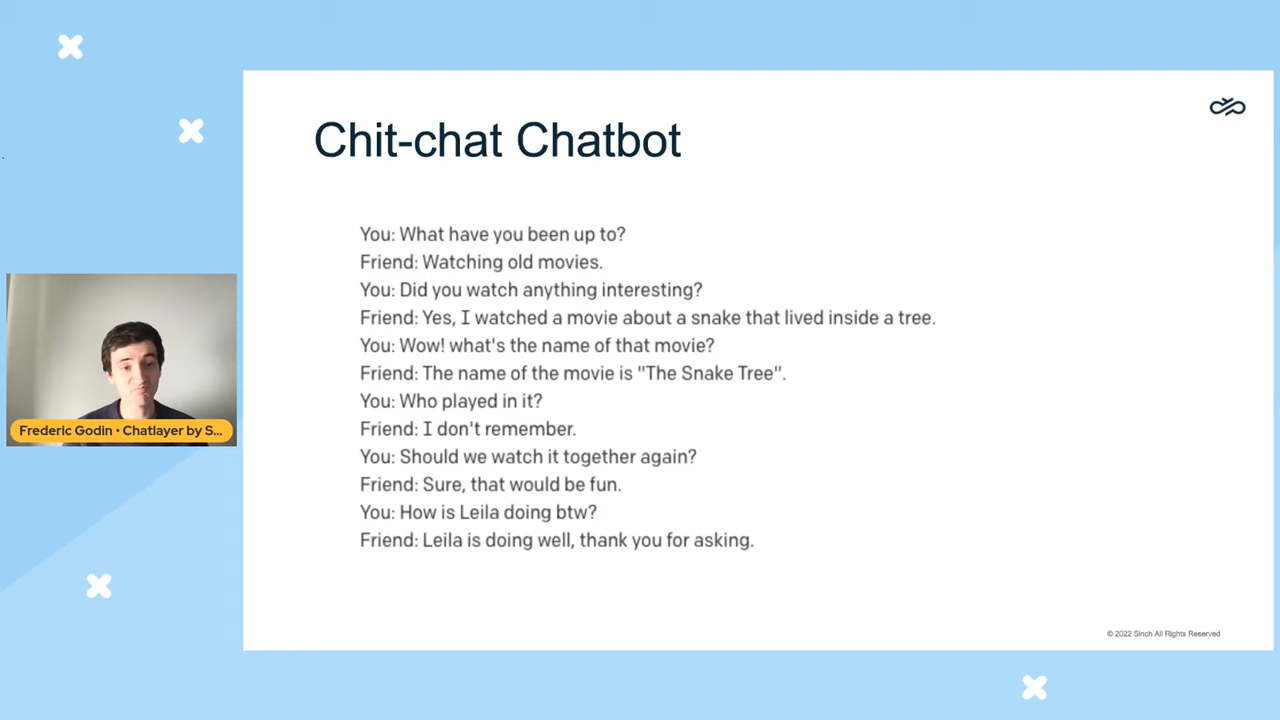 Chit-chat Chatbot
You: What have you been up to?
Friend: Watching old movies.
You: Did you watch anything interesting?
Friend: Yes, I watched a movie about a snake that lived inside a tree.
You: Wow! what's the name of that movie?
Friend: The name of the movie is "The Snake Tree".
You: Who played in it?
Friend: I don't remember.
You: Should we watch it together again?
Friend: Sure, that would be fun.
You: How is Leila doing btw?
Friend: Leila is doing well, thank you for asking.
Frederic Godin • Chatlayer by S...
© 2022 Sinch All Rights Reserved